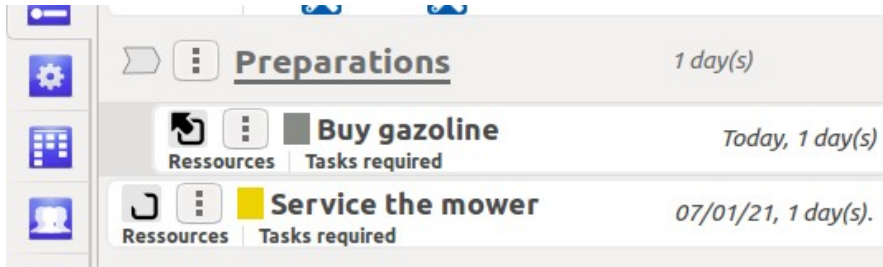 Preparations 1 day(s)
Buy gazoline Today, 1 day(s)
Ressources Tasks required
Service the mower 07/01/21, 1 day(s).
Ressources Tasks required